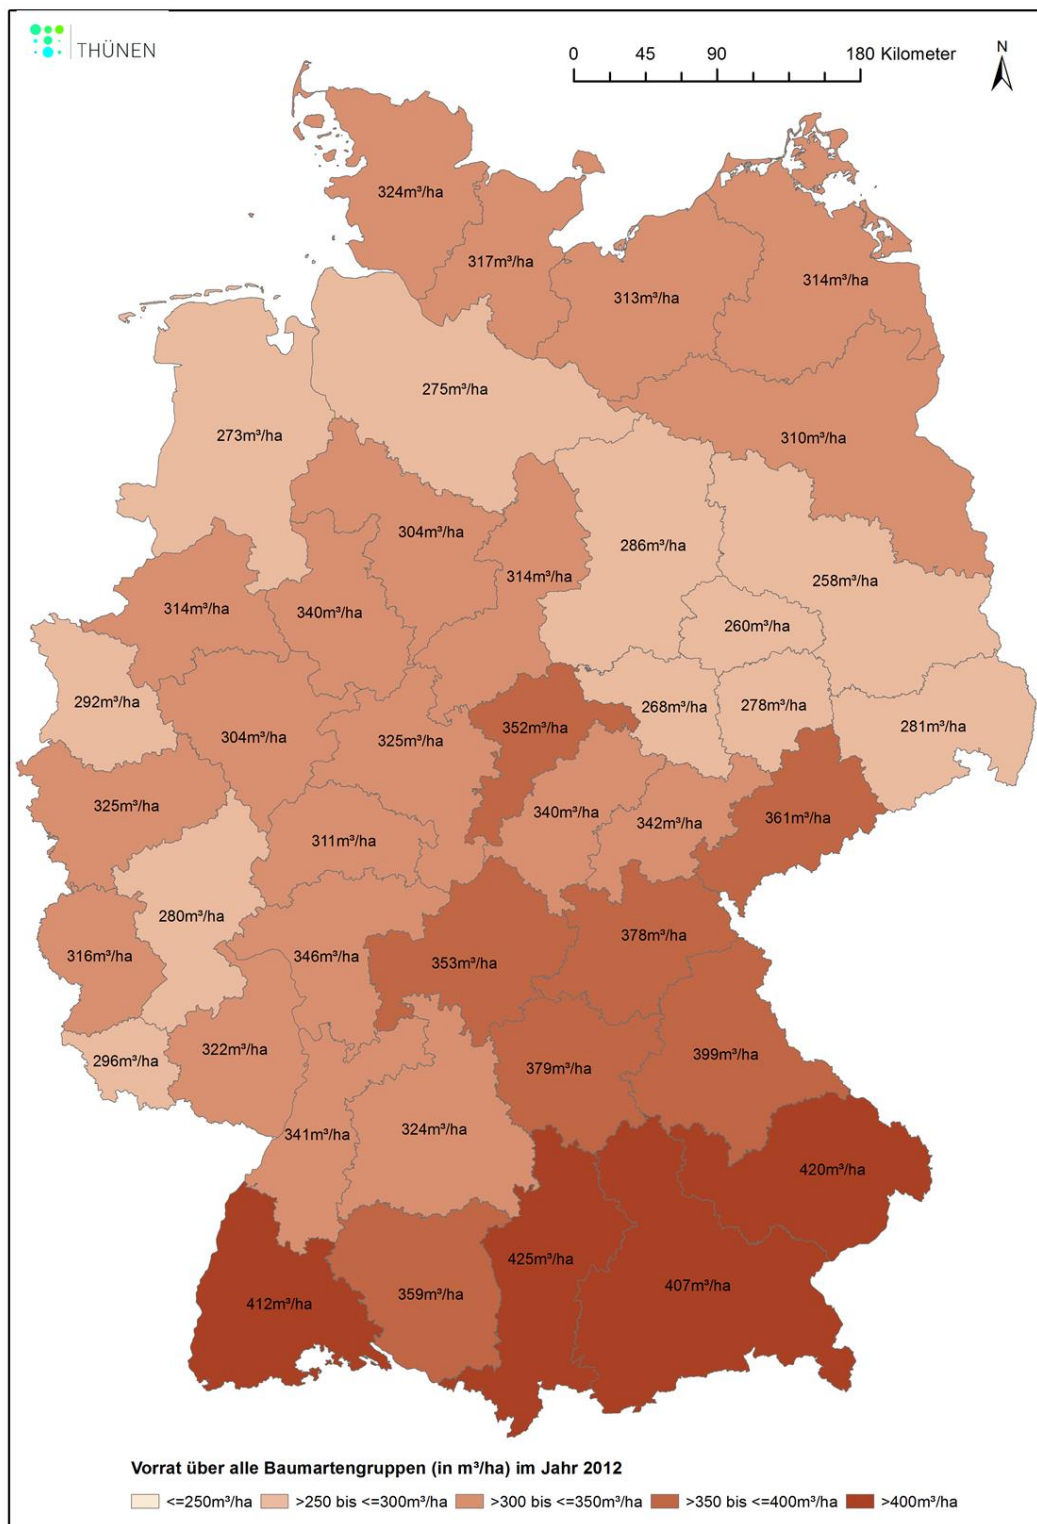 THÜNEN
0 45 90 180 Kilometer
N
324m³/ha
317m³/ha
313m³/ha
314m³/ha
275m³/ha
273m³/ha
310m³/ha
304m³/ha
286m³/ha
314m³/ha
258m³/ha
314m³/ha
340m³/ha
260m³/ha
292m³/ha
268m³/ha
278m³/ha
352m³/ha
281m³/ha
304m³/ha
325m³/ha
325m³/ha
340m³/ha
342m³/ha
361m³/ha
311m³/ha
280m³/ha
378m³/ha
316m³/ha
346m³/ha
353m³/ha
322m³/ha
399m³/ha
296m³/ha
379m³/ha
341m³/ha
324m³/ha
420m³/ha
425m³/ha
407m³/ha
359m³/ha
412m³/ha
Vorrat über alle Baumartengruppen (in m³/ha) im Jahr 2012
<=250m³/ha >250 bis <=300m³/ha >300 bis <=350m³/ha >350 bis <=400m³/ha >400m³/ha